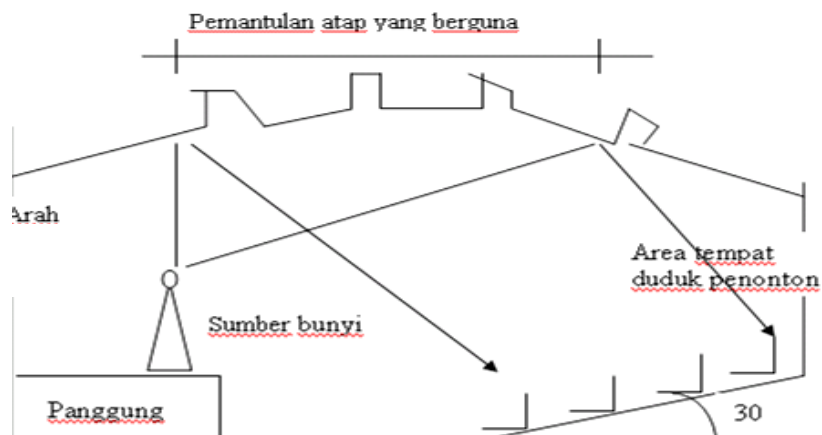 Pemantulan atap yang berguna
Arah
Area tempat
duduk penonton
Sumber bunyi
Panggung
30